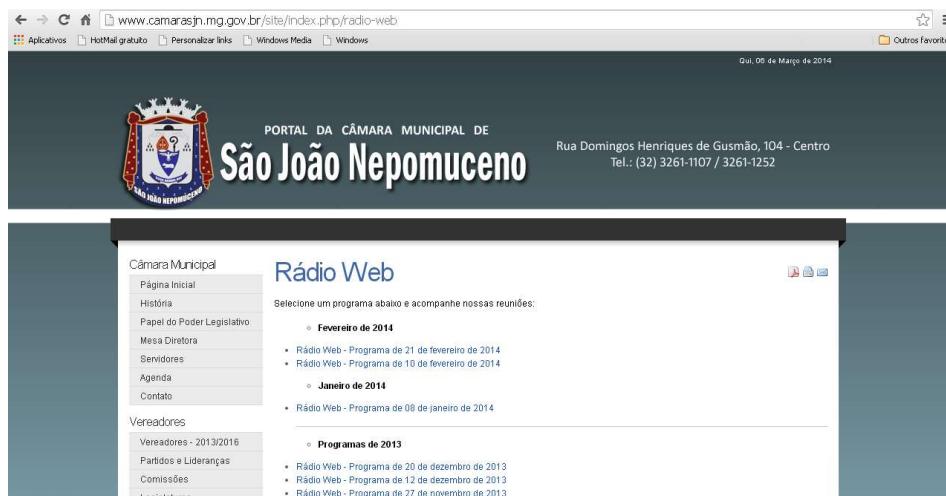 www.camarasjn.mg.gov.br/site/index.php/radio-web
Aplicativos HotMail gratuito Personalizar links Windows Media Windows Outros favorito
Qui, 06 de Março de 2014
PORTAL DA CÂMARA MUNICIPAL DE
São João Nepomuceno
Rua Domingos Henriques de Gusmão, 104 - Centro
Tel.: (32) 3261-1107 / 3261-1252
SÃO JOÃO NEPOMUCENO
Câmara Municipal
Página Inicial
História
Papel do Poder Legislativo
Mesa Diretora
Servidores
Agenda
Contato
Vereadores
Vereadores - 2013/2016
Partidos e Lideranças
Comissões
Rádio Web
Selecione um programa abaixo e acompanhe nossas reuniões:
Fevereiro de 2014
Rádio Web - Programa de 21 de fevereiro de 2014
Rádio Web - Programa de 10 de fevereiro de 2014
Janeiro de 2014
Rádio Web - Programa de 08 de janeiro de 2014
Programas de 2013
Rádio Web - Programa de 20 de dezembro de 2013
Rádio Web - Programa de 12 de dezembro de 2013
Rádio Web - Programa de 27 de novembro de 2013